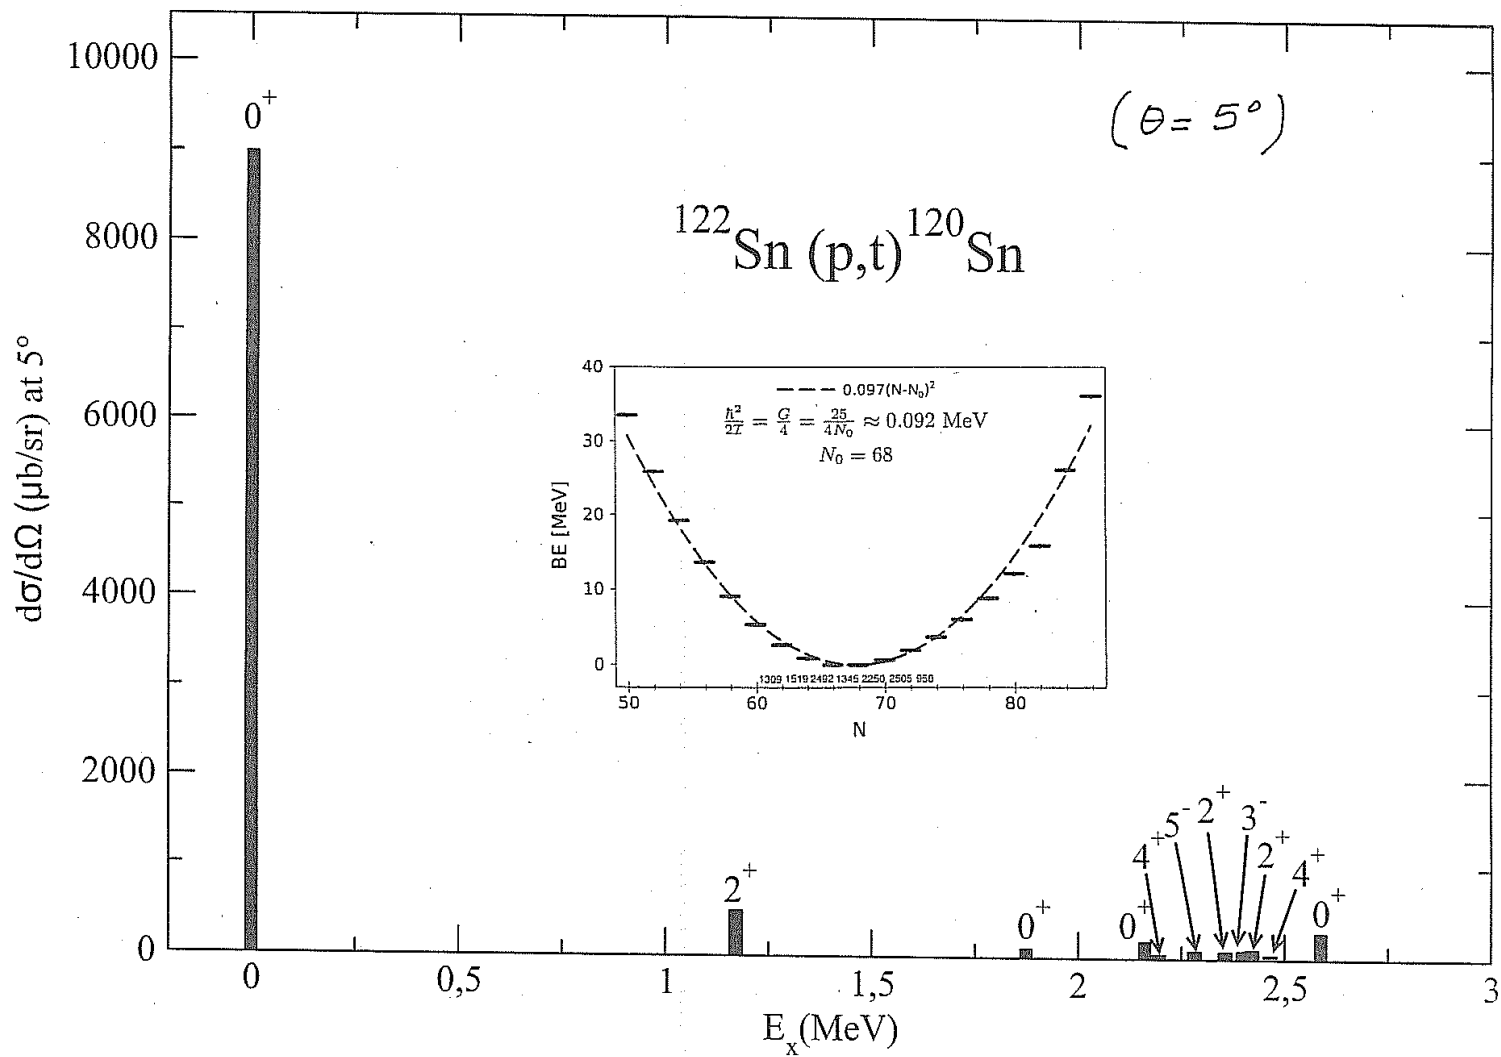 10000
8000
6000
4000
2000
0
dσ/dΩ (μb/sr) at 5°
0⁺
(θ = 5°)
¹²²Sn (p,t) ¹²⁰Sn
40
30
20
10
0
BE [MeV]
0.097(N-N₀)²
ℏ²/2ℐ = G/4 = 25/4N₀ ≈ 0.092 MeV
N₀ = 68
1309 1519 2492 1345 2250 2505 950
50 60 70 80
N
2⁺
0⁺
0⁺
4⁺
5⁻
2⁺
3⁻
2⁺
4⁺
0⁺
0 0,5 1 1,5 2 2,5 3
Eₓ(MeV)